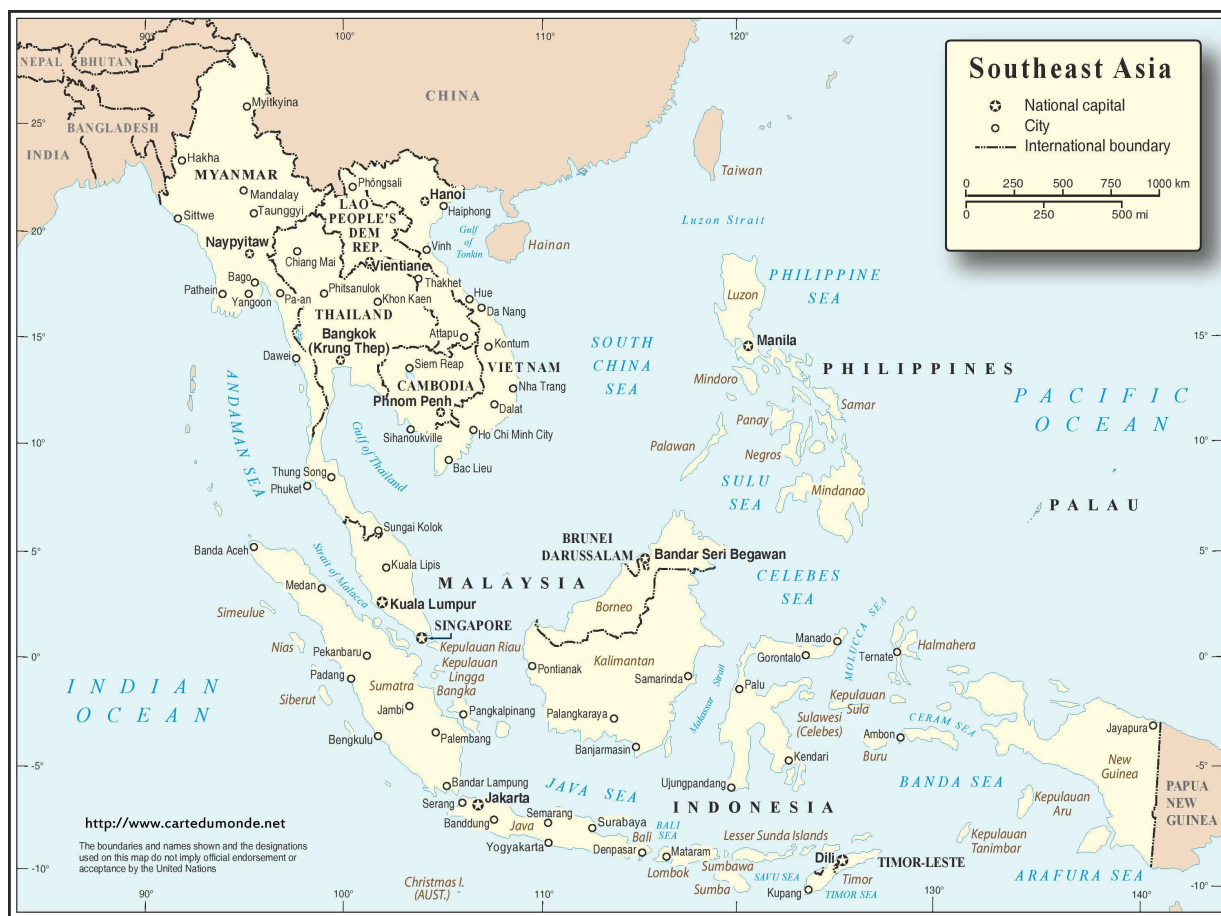 90°
100°
110°
120°
NEPAL
BHUTAN
CHINA
BANGLADESH
INDIA
Southeast Asia
National capital
City
International boundary
0 250 500 750 1000 km
0 250 500 mi
25°
20°
15°
10°
5°
0°
-5°
-10°
Myitkyina
Hakha
MYANMAR
Mandalay
Taunggyi
Sittwe
Naypyitaw
Bago
Pathein
Yangoon
Pa-an
Dawei
Phôngsali
LAO
PEOPLE'S
DEM
REP.
Vientiane
Thakhet
Attapu
Hanoi
Haiphong
Gulf
of
Tonkin
Vinh
Hue
Da Nang
Kontum
VIET NAM
Nha Trang
Dalat
Ho Chi Minh City
Bac Lieu
Chiang Mai
Phitsanulok
Khon Kaen
THAILAND
Bangkok
(Krung Thep)
Siem Reap
CAMBODIA
Phnom Penh
Sihanoukville
Gulf of Thailand
Thung Song
Phuket
ANDAMAN SEA
Hainan
Taiwan
Luzon Strait
PHILIPPINE
SEA
Luzon
Manila
SOUTH
CHINA
SEA
PHILIPPINES
Mindoro
Samar
Panay
Palawan
Negros
SULU
SEA
Mindanao
PACIFIC
OCEAN
PALAU
15°
10°
5°
0°
-5°
-10°
Sungai Kolok
Banda Aceh
Strait of Malacca
Kuala Lipis
MALAYSIA
Medan
Kuala Lumpur
SINGAPORE
BRUNEI
DARUSSALAM
Bandar Seri Begawan
CELEBES
SEA
Borneo
Simeulue
Nias
Pekanbaru
Padang
Siberut
Sumatra
Jambi
Bengkulu
Palembang
Kepulauan Riau
Kepulauan
Lingga
Bangka
Pangkalpinang
Pontianak
Kalimantan
Samarinda
Palangkaraya
Banjarmasin
Makassar Strait
Manado
Gorontalo
Palu
MOLUCCA SEA
Ternate
Halmahera
Kepulauan
Sula
Sulawesi
(Celebes)
CERAM SEA
Ambon
Buru
Kendari
Ujungpandang
Jayapura
New
Guinea
BANDA SEA
Kepulauan
Aru
PAPUA
NEW
GUINEA
INDIAN
OCEAN
Bandar Lampung
JAVA SEA
Serang
Jakarta
INDONESIA
Semarang
Banddung
Java
Surabaya
BALI
SEA
Bali
Yogyakarta
Denpasar
Mataram
Lombok
Lesser Sunda Islands
Sumbawa
Sumba
SAVU SEA
Dili
TIMOR-LESTE
Timor
Kupang
TIMOR SEA
Kepulauan
Tanimbar
ARAFURA SEA
http://www.cartedumonde.net
The boundaries and names shown and the designations
used on this map do not imply official endorsement or
acceptance by the United Nations
Christmas I.
(AUST.)
90°
100°
110°
120°
130°
140°